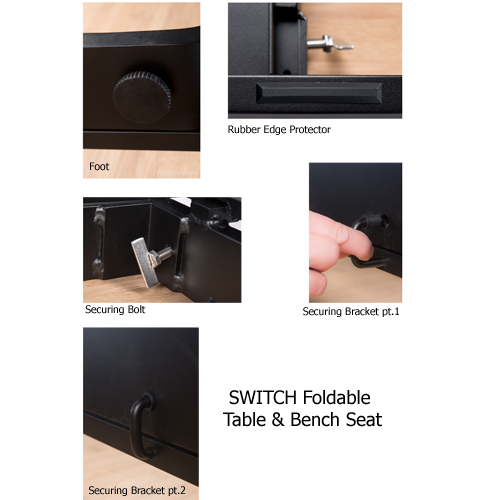 Foot
Rubber Edge Protector
Securing Bolt
Securing Bracket pt.1
SWITCH Foldable
Table & Bench Seat
Securing Bracket pt.2